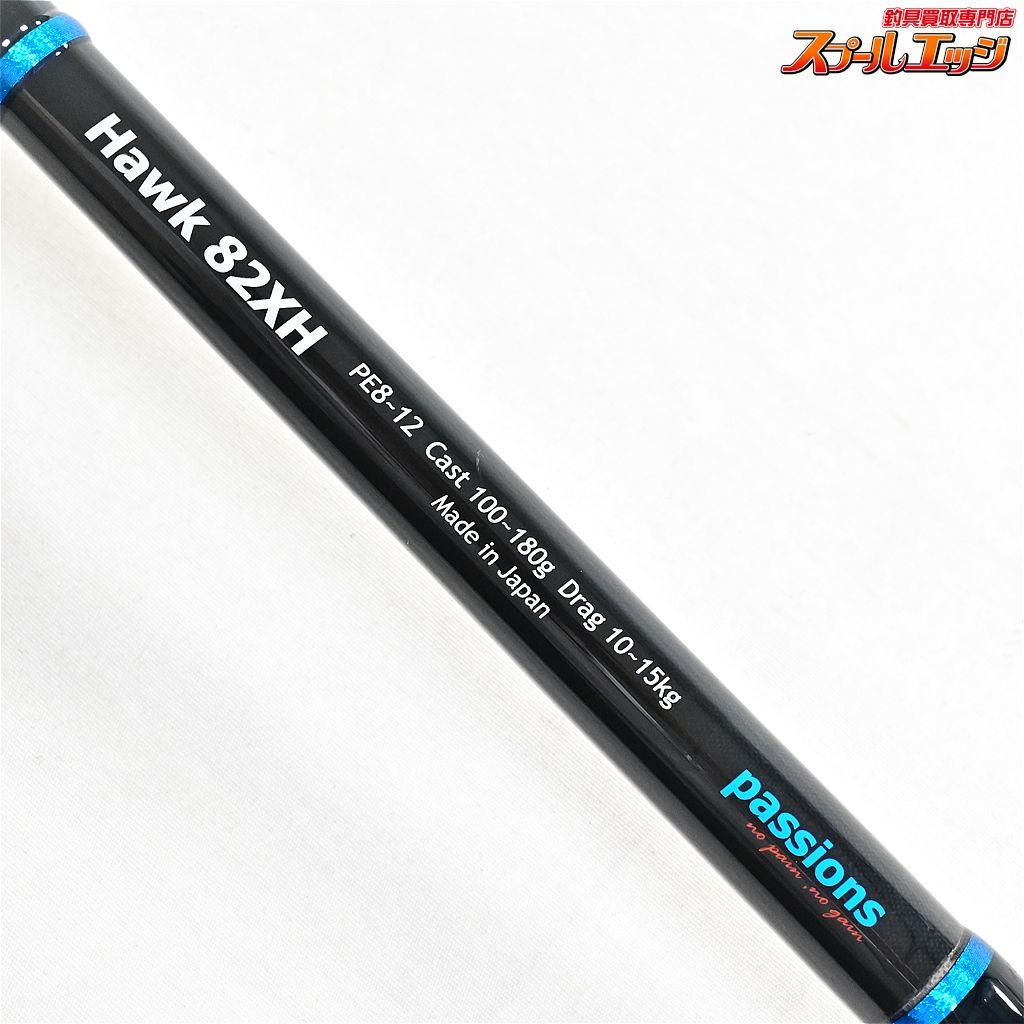 釣具買取専門店
スプールエッジ
Hawk 82XH
PE8~12 Cast 100~180g Drag 10~15kg
Made in Japan
passions
no pain ,no gain